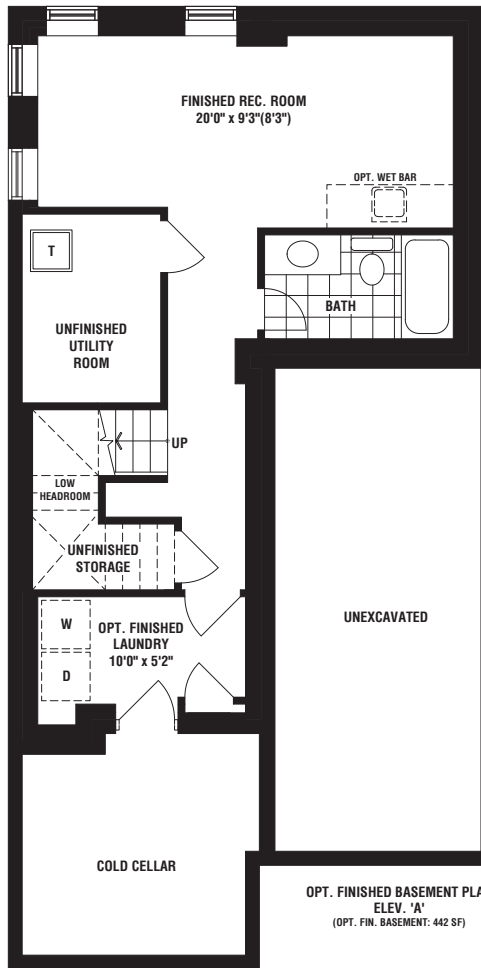 FINISHED REC. ROOM
20'0" x 9'3"(8'3")
OPT. WET BAR
T
BATH
UNFINISHED
UTILITY
ROOM
UP
LOW
HEADROOM
UNFINISHED
STORAGE
W
OPT. FINISHED
LAUNDRY
10'0" x 5'2"
D
UNEXCAVATED
COLD CELLAR
OPT. FINISHED BASEMENT PLA
ELEV. 'A'
(OPT. FIN. BASEMENT: 442 SF)